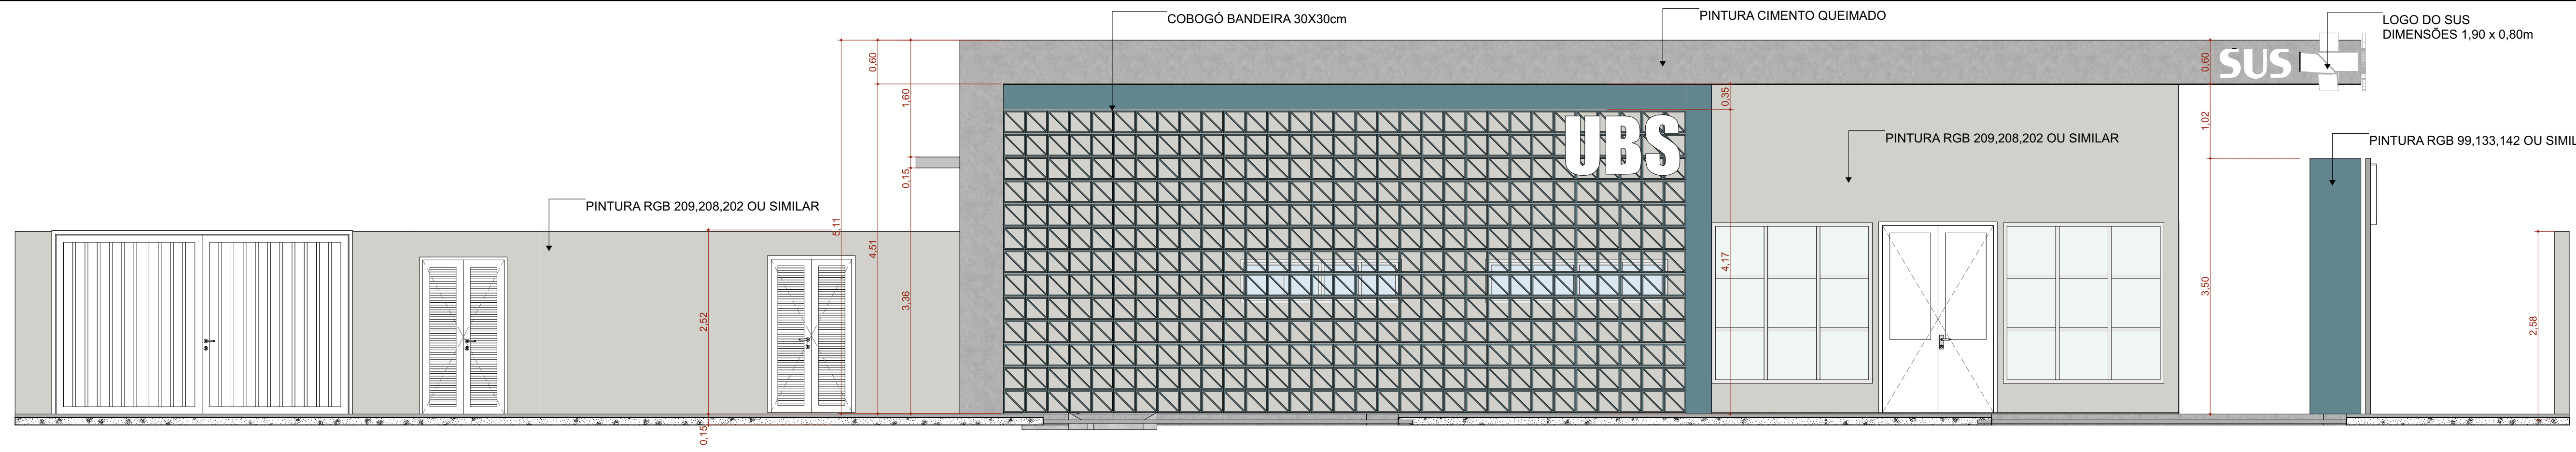 COBOGÓ BANDEIRA 30X30cm
PINTURA CIMENTO QUEIMADO
LOGO DO SUS
DIMENSÕES 1,90 x 0,80m
0,60
1,60
0,60
SUS
0,35
UBS
1,02
PINTURA RGB 209,208,202 OU SIMILAR
PINTURA RGB 99,133,142 OU SIMIL
0,15
PINTURA RGB 209,208,202 OU SIMILAR
5,11
4,51
4,17
3,36
3,50
2,52
2,58
0,15